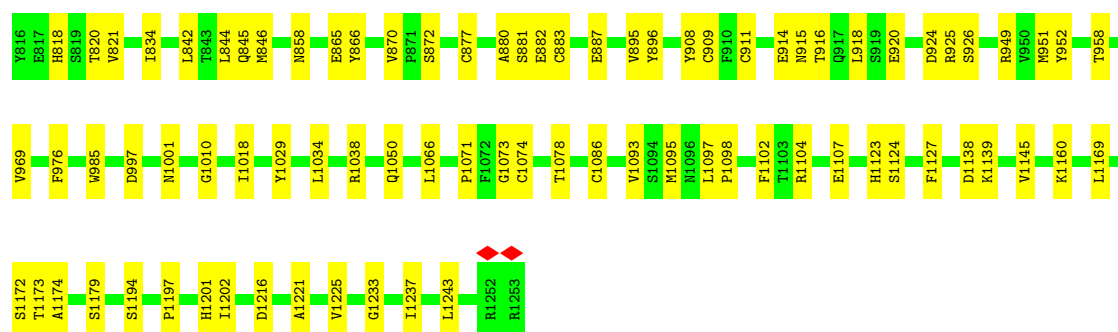 Y816 E817 H818 S819 T820 V821 I834 L842 T843 L844 Q845 M846 N858 E865 Y866 V870 P871 S872 C877 A880 S881 E882 C883 E887 V895 Y896 Y908 C909 F910 C911 E914 N915 T916 Q917 L918 S919 E920 D924 R925 S926 R949 V950 M951 Y952 T958
V969 F976 W985 D997 N1001 G1010 I1018 Y1029 L1034 R1038 Q1050 L1066 P1071 F1072 G1073 C1074 T1078 C1086 V1093 S1094 M1095 N1096 L1097 P1098 F1102 T1103 R1104 E1107 H1123 S1124 F1127 D1138 K1139 V1145 K1160 L1169
S1172 T1173 A1174 S1179 S1194 P1197 H1201 I1202 D1216 A1221 V1225 G1233 I1237 L1243 R1252 R1253